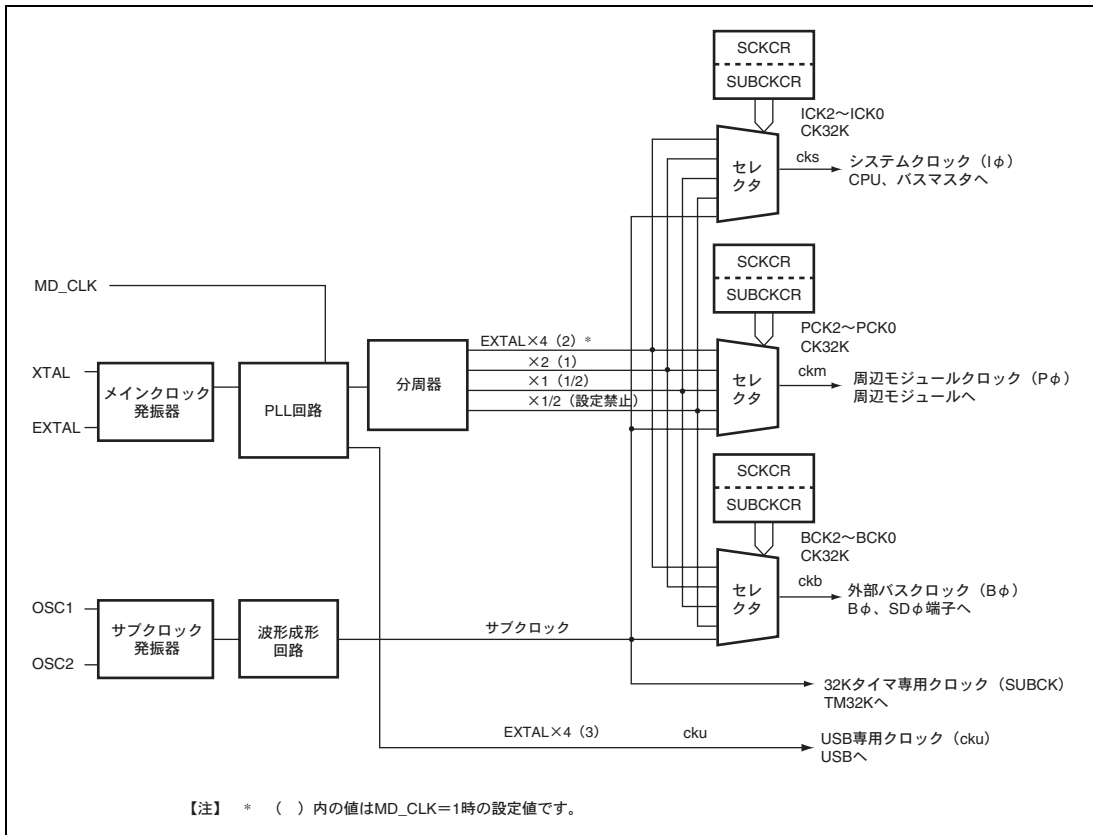 SCKCR
SUBCKCR
ICK2～ICK0
CK32K
セレ
クタ
cks
システムクロック（Iφ）
CPU、バスマスタへ
MD_CLK
SCKCR
SUBCKCR
PCK2～PCK0
CK32K
XTAL
EXTAL
メインクロック
発振器
PLL回路
分周器
EXTAL×4（2）*
×2（1）
×1（1/2）
×1/2（設定禁止）
セレ
クタ
ckm
周辺モジュールクロック（Pφ）
周辺モジュールへ
SCKCR
SUBCKCR
BCK2～BCK0
CK32K
セレ
クタ
ckb
外部バスクロック（Bφ）
Bφ、SDφ端子へ
OSC1
OSC2
サブクロック
発振器
波形成形
回路
サブクロック
32Kタイマ専用クロック（SUBCK）
TM32Kへ
EXTAL×4（3）
cku
USB専用クロック（cku）
USBへ
【注】 * （ ）内の値はMD_CLK＝1時の設定値です。